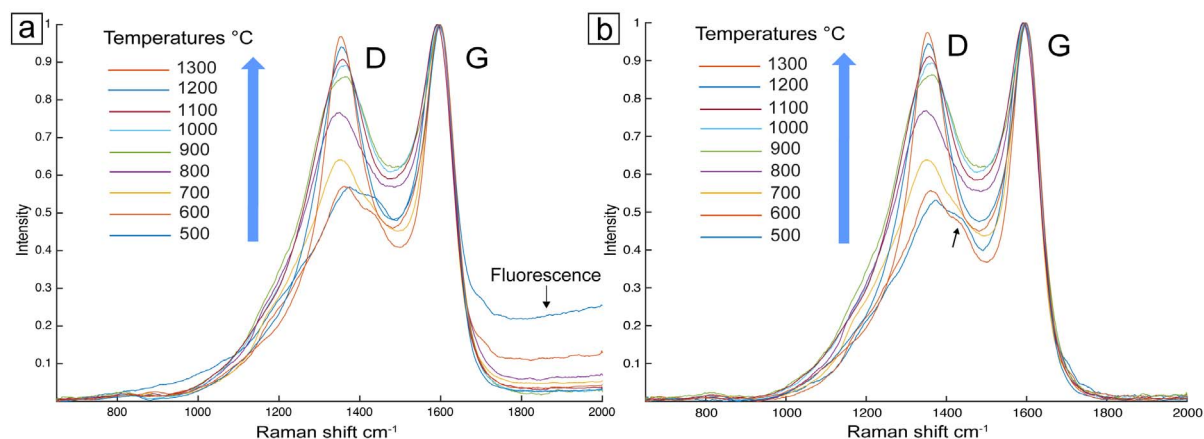 a
Temperatures °C
1300
1200
1100
1000
900
800
700
600
500
D
G
Fluorescence
Intensity
1
0.9
0.8
0.7
0.6
0.5
0.4
0.3
0.2
0.1
800 1000 1200 1400 1600 1800 2000
Raman shift cm⁻¹
b
Temperatures °C
1300
1200
1100
1000
900
800
700
600
500
D
G
Intensity
1
0.9
0.8
0.7
0.6
0.5
0.4
0.3
0.2
0.1
800 1000 1200 1400 1600 1800 2000
Raman shift cm⁻¹